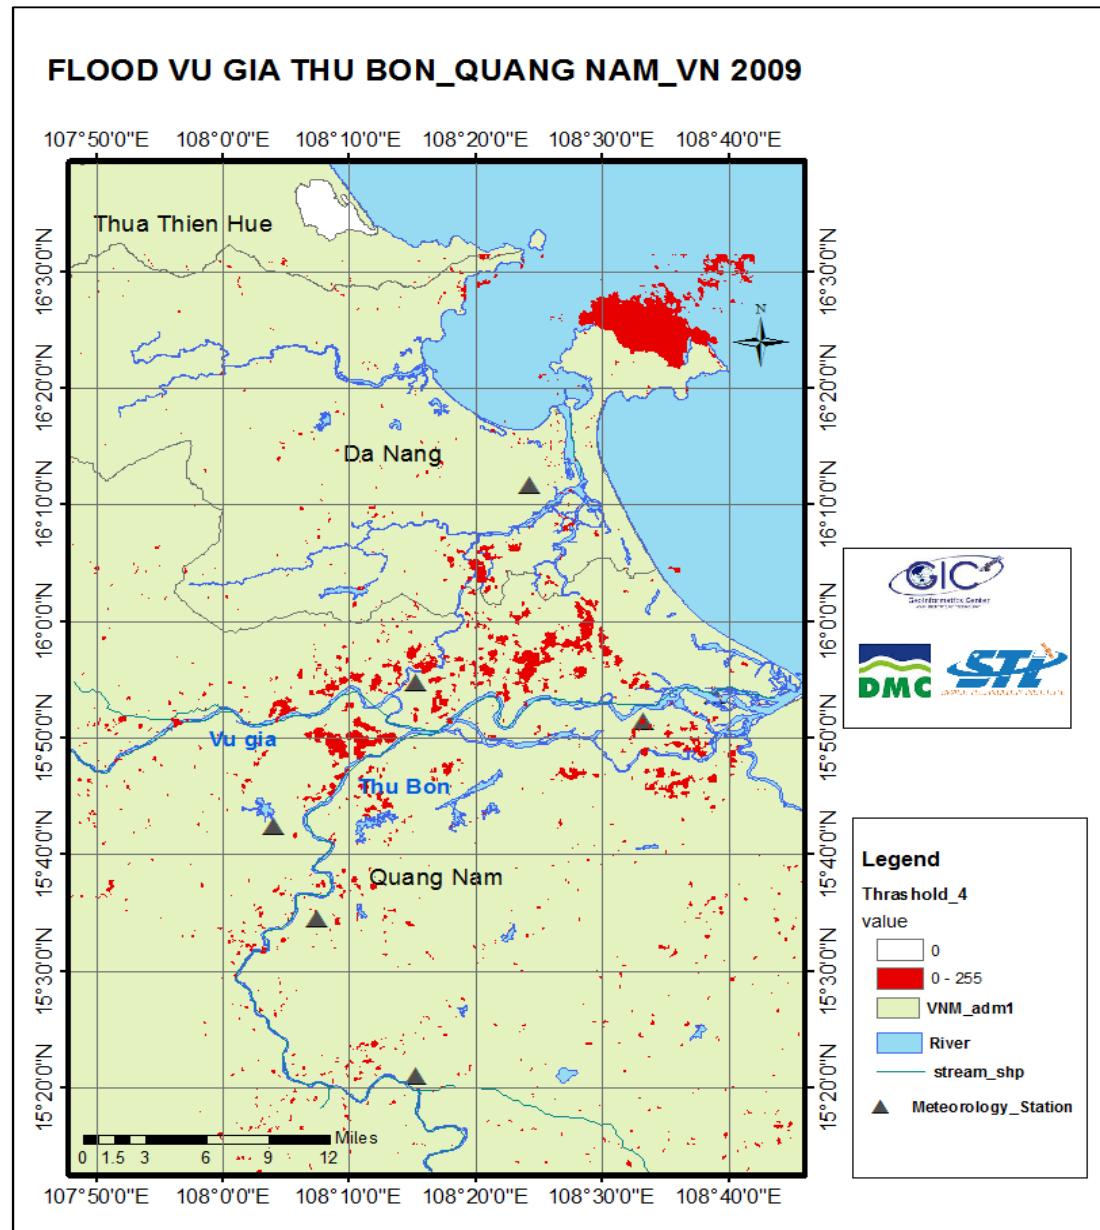 FLOOD VU GIA THU BON_QUANG NAM_VN 2009
107°50'0"E 108°0'0"E 108°10'0"E 108°20'0"E 108°30'0"E 108°40'0"E
Thua Thien Hue
16°30'0"N 16°30'0"N
N
16°20'0"N 16°20'0"N
Da Nang
16°10'0"N 16°10'0"N
16°0'0"N 16°0'0"N
Vu gia
15°50'0"N 15°50'0"N
Thu Bon
15°40'0"N 15°40'0"N
Quang Nam
15°30'0"N 15°30'0"N
15°20'0"N 15°20'0"N
Miles
0 1.5 3 6 9 12
107°50'0"E 108°0'0"E 108°10'0"E 108°20'0"E 108°30'0"E 108°40'0"E
GIC
Geoinformatics Center
DMC
STI
Legend
Thrashold_4
value
0
0 - 255
VNM_adm1
River
stream_shp
Meteorology_Station